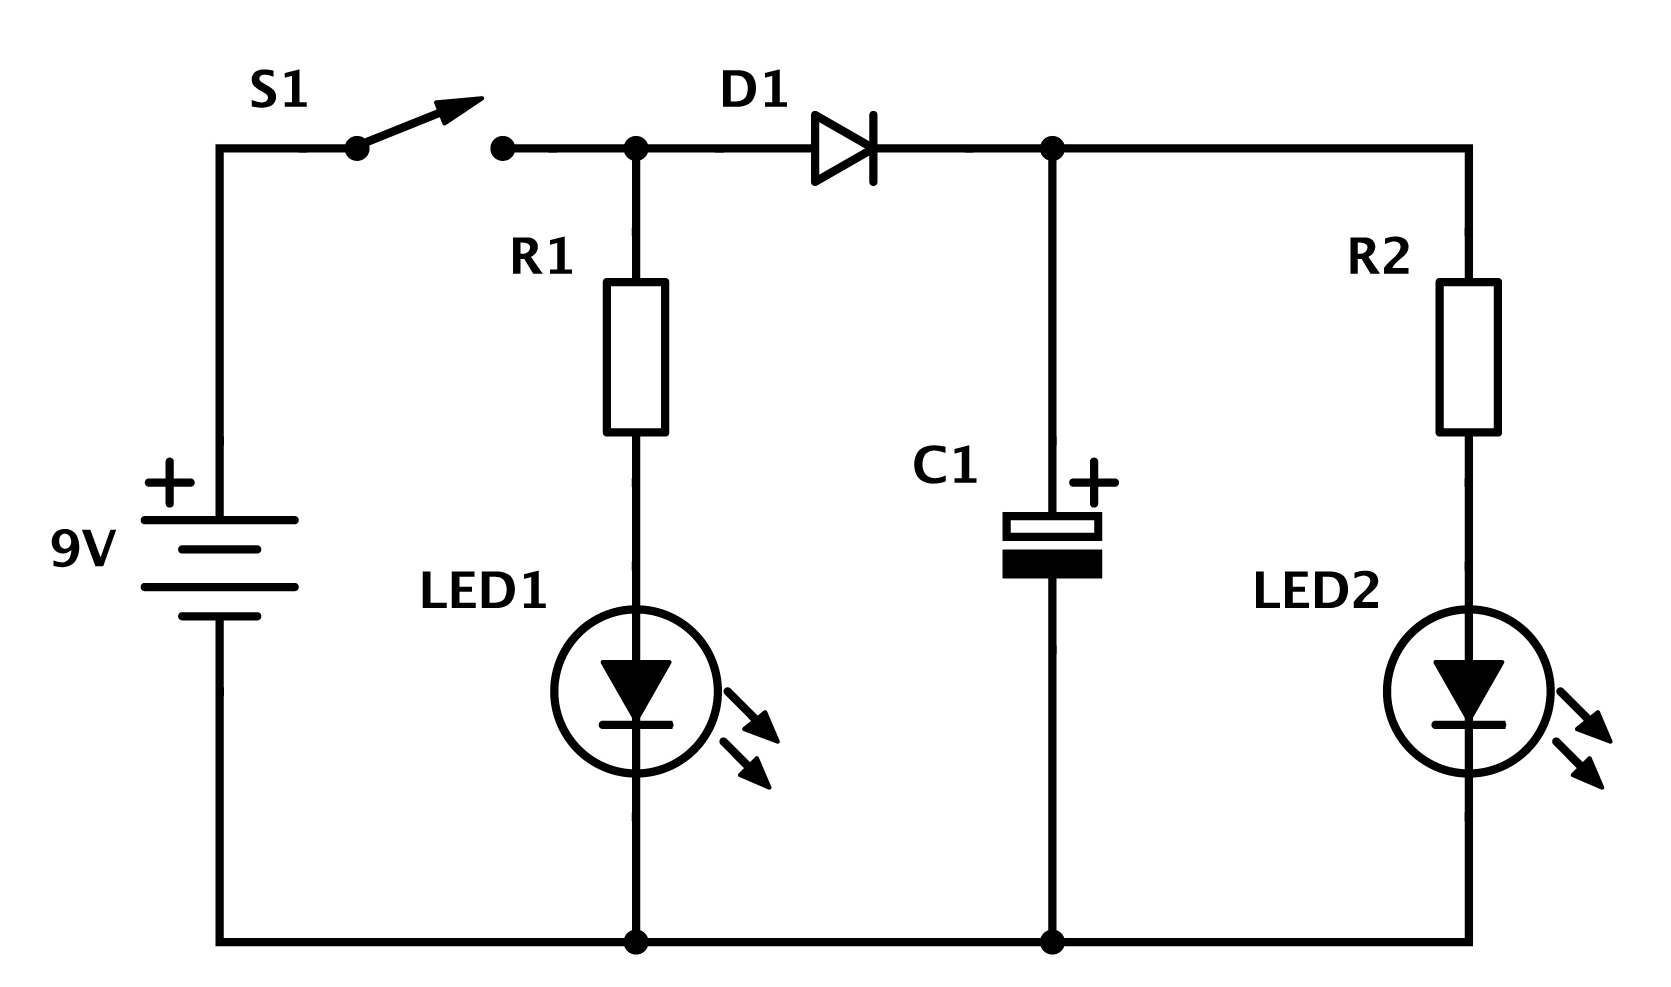 S1
D1
R1
R2
+
C1
+
9V
LED1
LED2